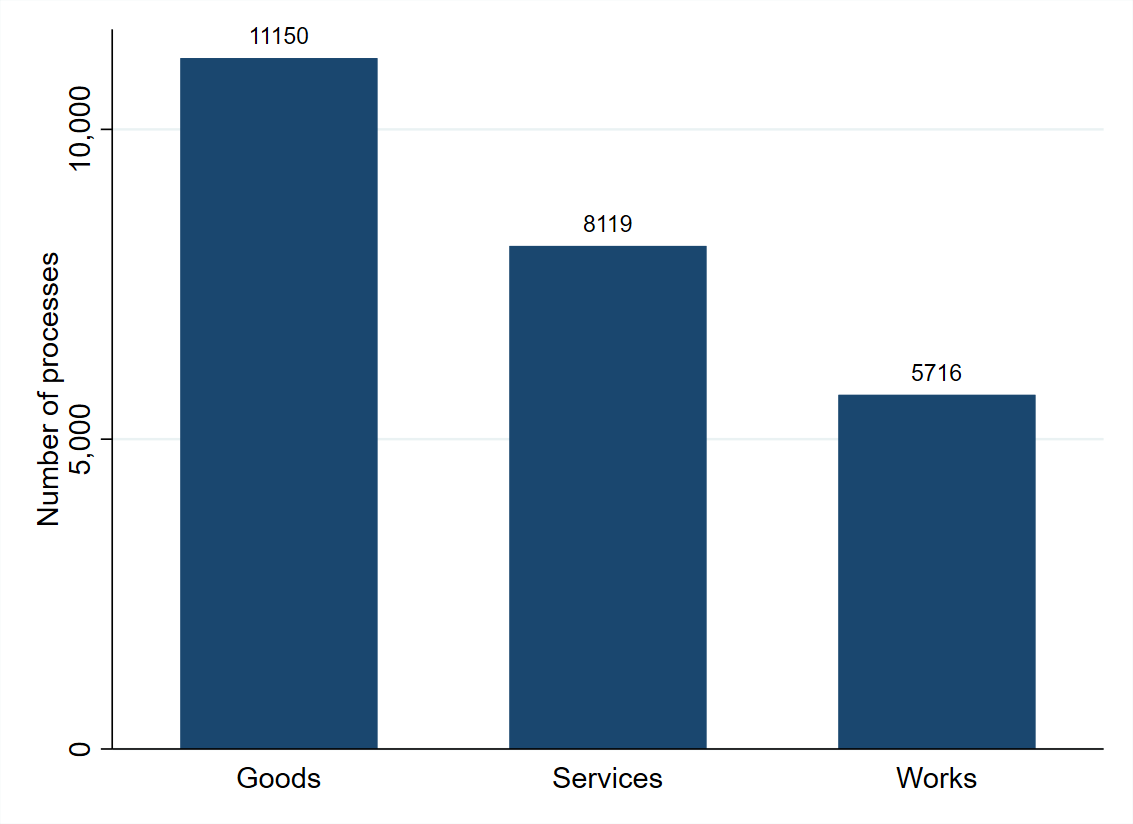 Number of processes
10,000
5,000
0
11150
8119
5716
Goods
Services
Works